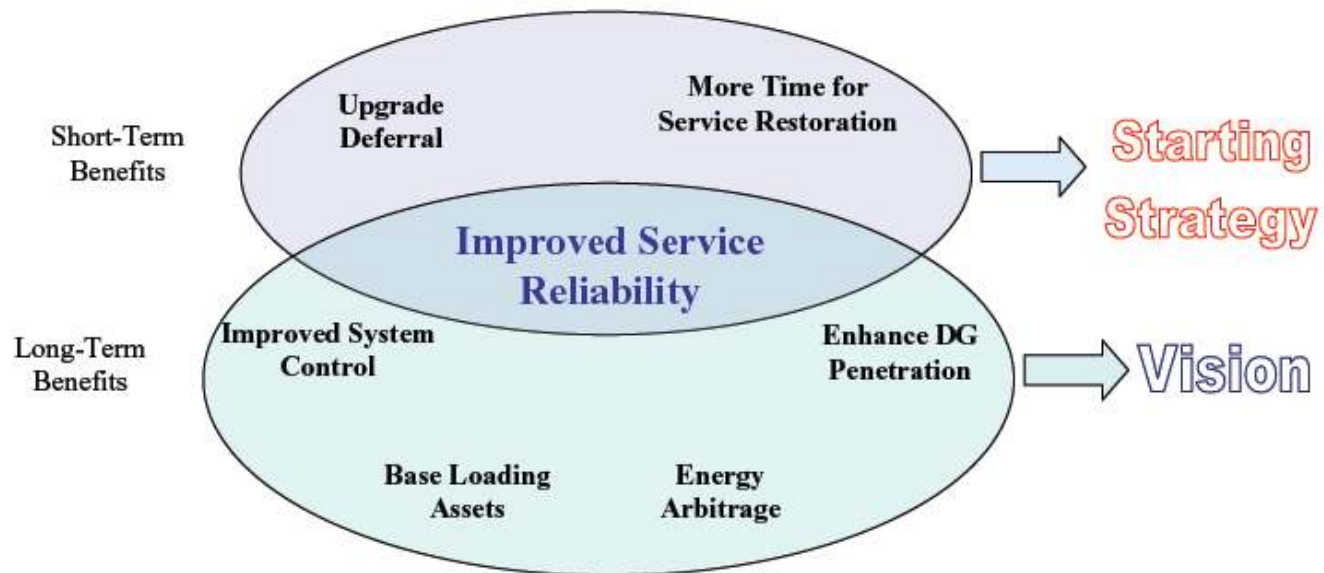 Short-Term
Benefits
Upgrade
Deferral
More Time for
Service Restoration
Starting
Strategy
Improved Service
Reliability
Long-Term
Benefits
Improved System
Control
Enhance DG
Penetration
Vision
Base Loading
Assets
Energy
Arbitrage